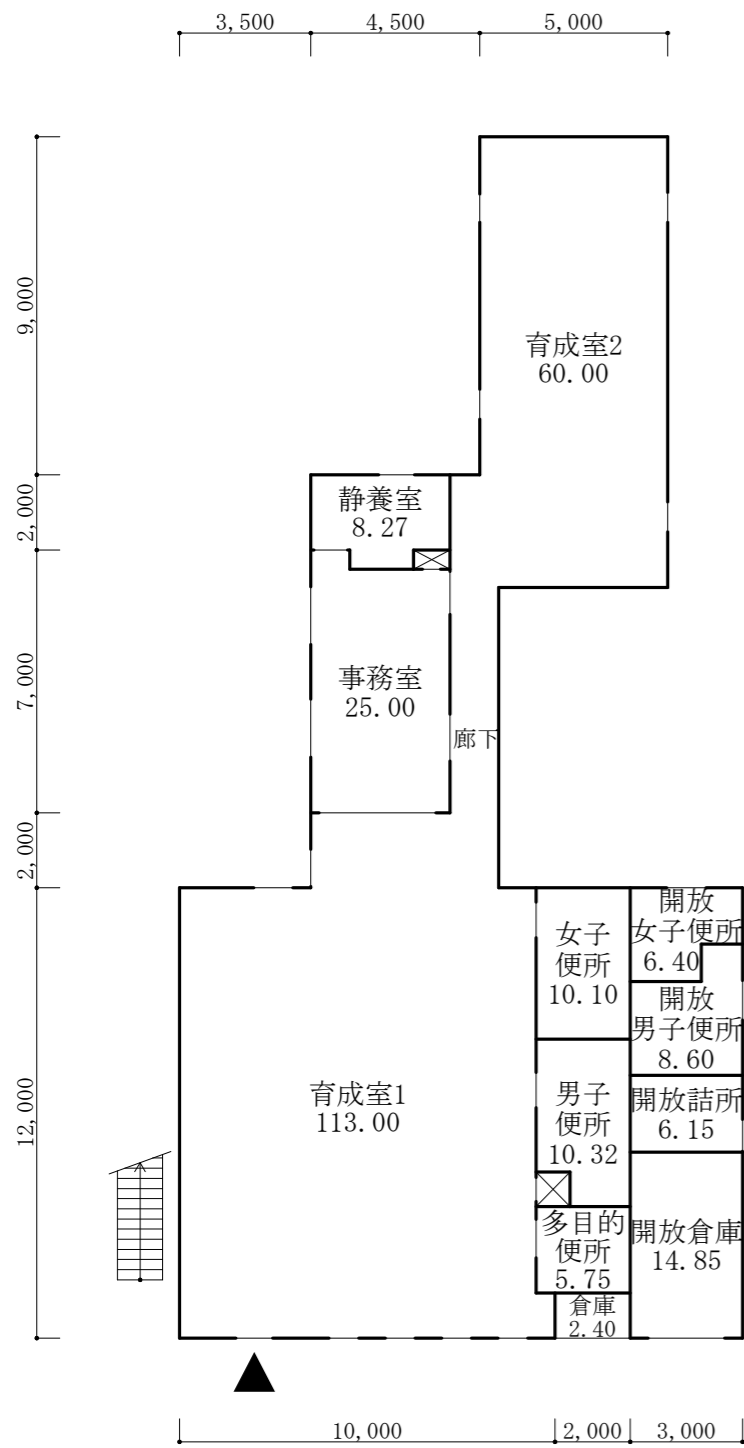 3,500
4,500
5,000
9,000
2,000
7,000
2,000
12,000
育成室2
60.00
静養室
8.27
事務室
25.00
廊下
女子
便所
10.10
開放
女子便所
6.40
開放
男子便所
8.60
育成室1
113.00
男子
便所
10.32
開放詰所
6.15
多目的
便所
5.75
開放倉庫
14.85
倉庫
2.40
10,000
2,000
3,000